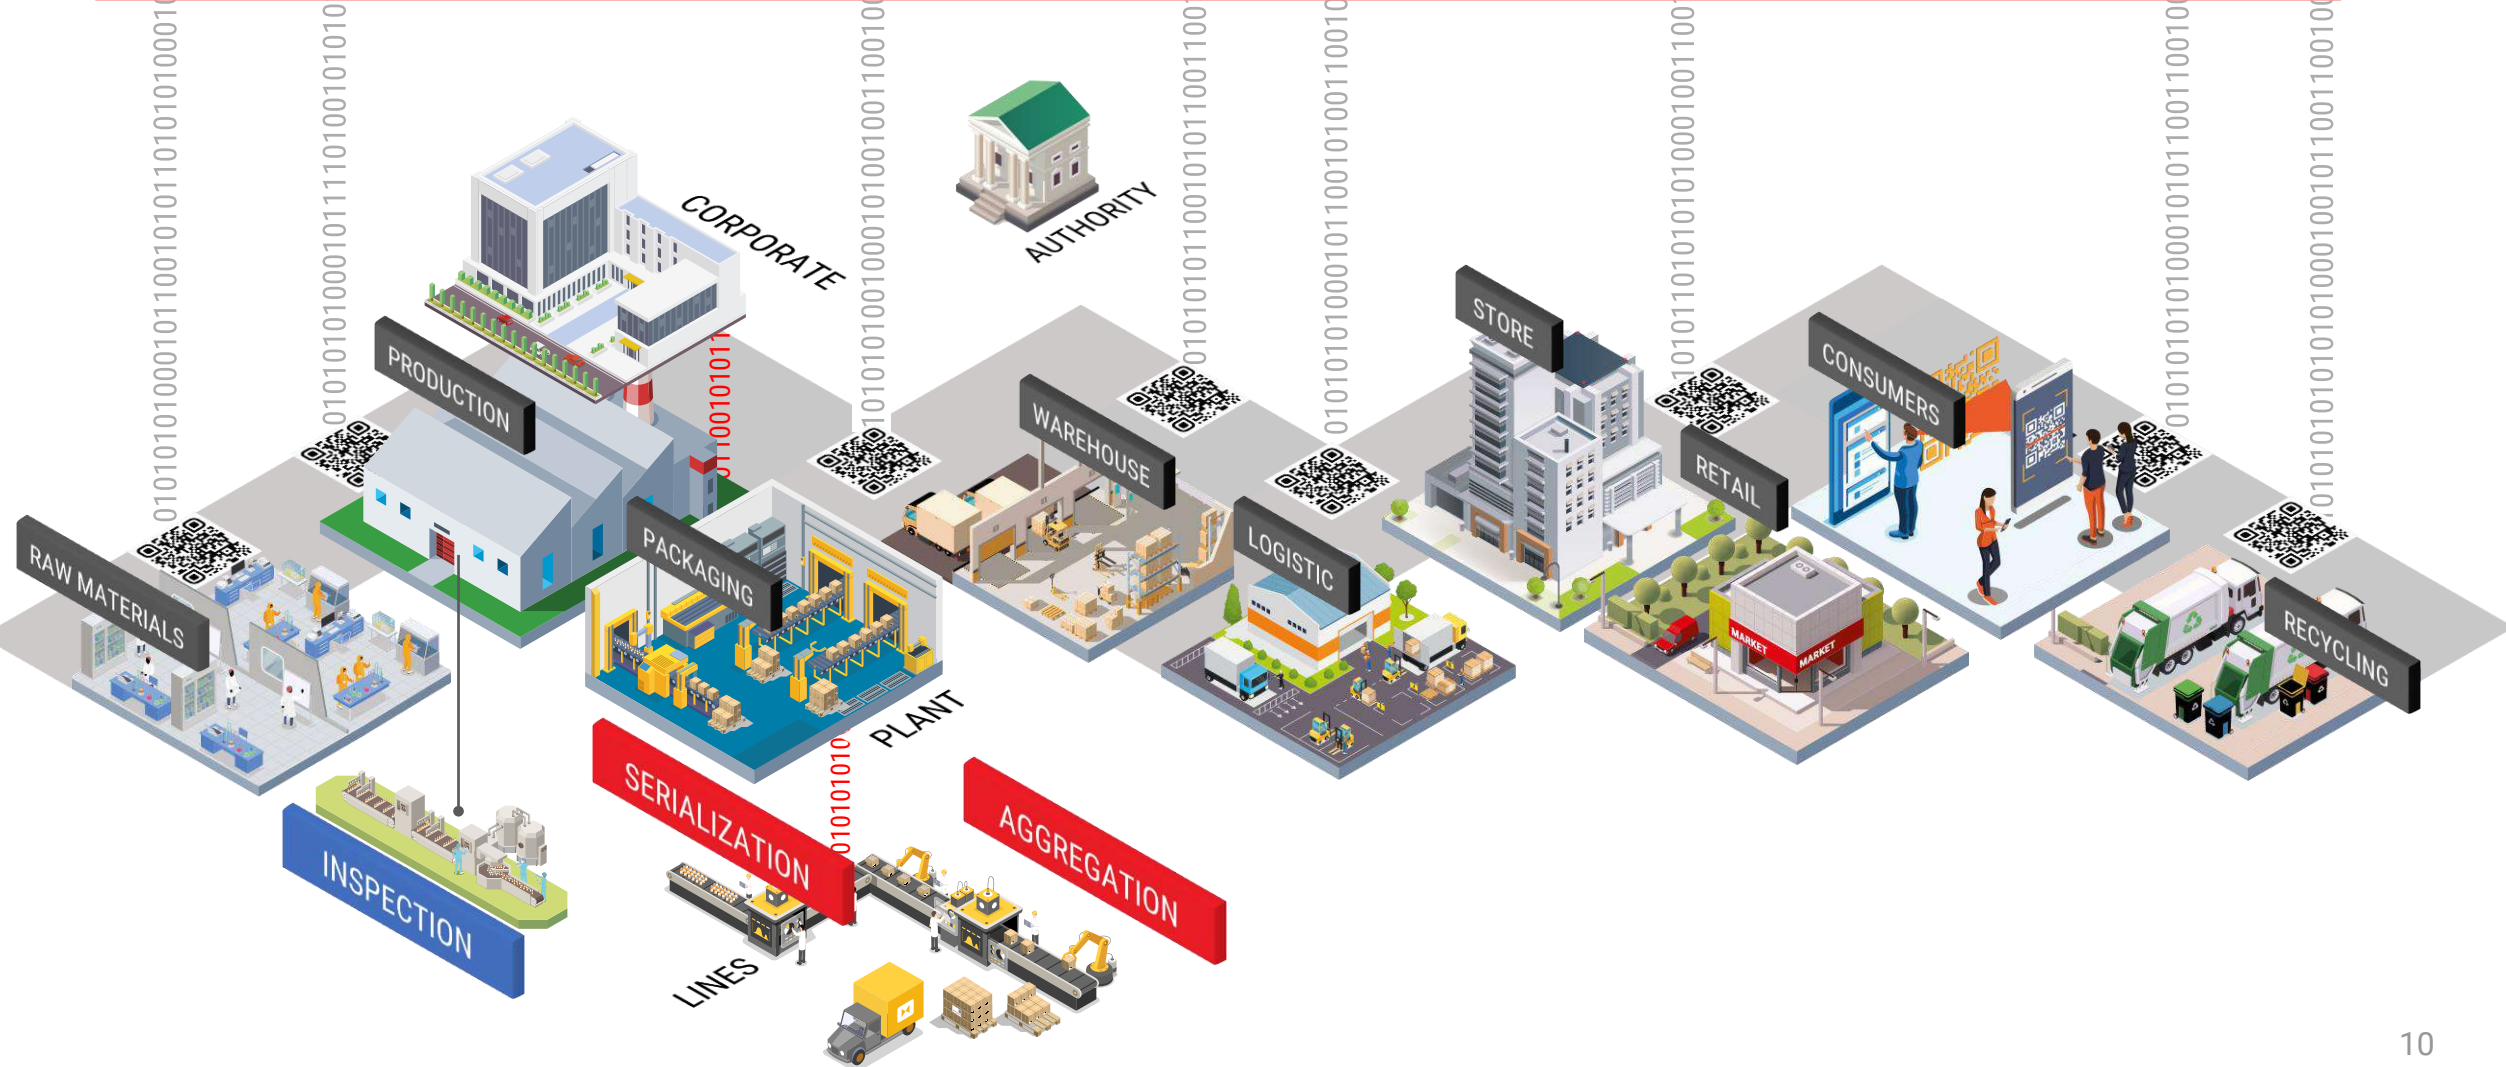 CORPORATE
AUTHORITY
STORE
PRODUCTION
CONSUMERS
WAREHOUSE
RETAIL
PACKAGING
LOGISTIC
RAW MATERIALS
MARKET
MARKET
RECYCLING
PLANT
SERIALIZATION
AGGREGATION
INSPECTION
LINES
10